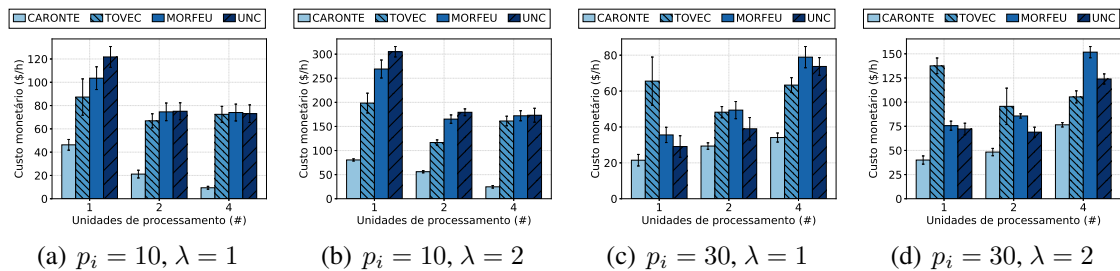 CARONTE TOVEC MORFEU UNC
Custo monetário ($/h)
120
100
80
60
40
20
0
1 2 4
Unidades de processamento (#)
(a) p_i = 10, λ = 1
CARONTE TOVEC MORFEU UNC
Custo monetário ($/h)
300
250
200
150
100
50
0
1 2 4
Unidades de processamento (#)
(b) p_i = 10, λ = 2
CARONTE TOVEC MORFEU UNC
Custo monetário ($/h)
80
60
40
20
0
1 2 4
Unidades de processamento (#)
(c) p_i = 30, λ = 1
CARONTE TOVEC MORFEU UNC
Custo monetário ($/h)
150
125
100
75
50
25
0
1 2 4
Unidades de processamento (#)
(d) p_i = 30, λ = 2